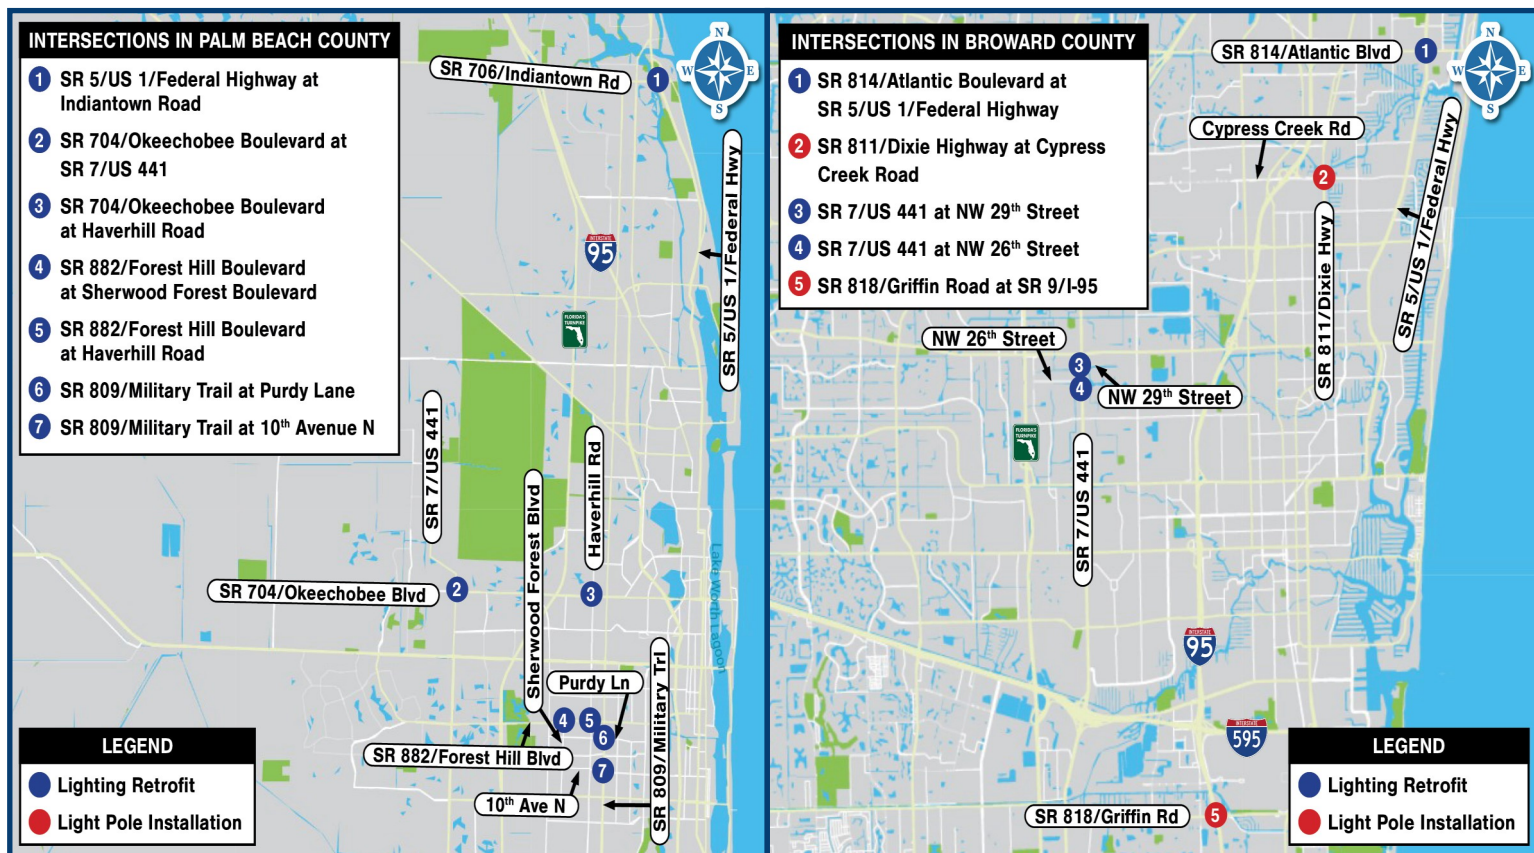 INTERSECTIONS IN PALM BEACH COUNTY
1 SR 5/US 1/Federal Highway at
Indiantown Road
2 SR 704/Okeechobee Boulevard at
SR 7/US 441
3 SR 704/Okeechobee Boulevard
at Haverhill Road
4 SR 882/Forest Hill Boulevard
at Sherwood Forest Boulevard
5 SR 882/Forest Hill Boulevard
at Haverhill Road
6 SR 809/Military Trail at Purdy Lane
7 SR 809/Military Trail at 10th Avenue N
SR 706/Indiantown Rd
1
N
W
E
S
SR 5/US 1/Federal Hwy
INTERSTATE
95
FLORIDA'S
TURNPIKE
SR 7/US 441
Sherwood Forest Blvd
Haverhill Rd
SR 704/Okeechobee Blvd
2
3
Lake Worth Lagoon
Purdy Ln
4
5
6
7
SR 882/Forest Hill Blvd
10th Ave N
SR 809/Military Trl
LEGEND
Lighting Retrofit
Light Pole Installation
INTERSECTIONS IN BROWARD COUNTY
1 SR 814/Atlantic Boulevard at
SR 5/US 1/Federal Highway
2 SR 811/Dixie Highway at Cypress
Creek Road
3 SR 7/US 441 at NW 29th Street
4 SR 7/US 441 at NW 26th Street
5 SR 818/Griffin Road at SR 9/I-95
SR 814/Atlantic Blvd
1
N
W
E
S
Cypress Creek Rd
2
SR 5/US 1/Federal Hwy
SR 811/Dixie Hwy
NW 26th Street
3
4
NW 29th Street
FLORIDA'S
TURNPIKE
SR 7/US 441
INTERSTATE
95
INTERSTATE
595
SR 818/Griffin Rd
5
LEGEND
Lighting Retrofit
Light Pole Installation